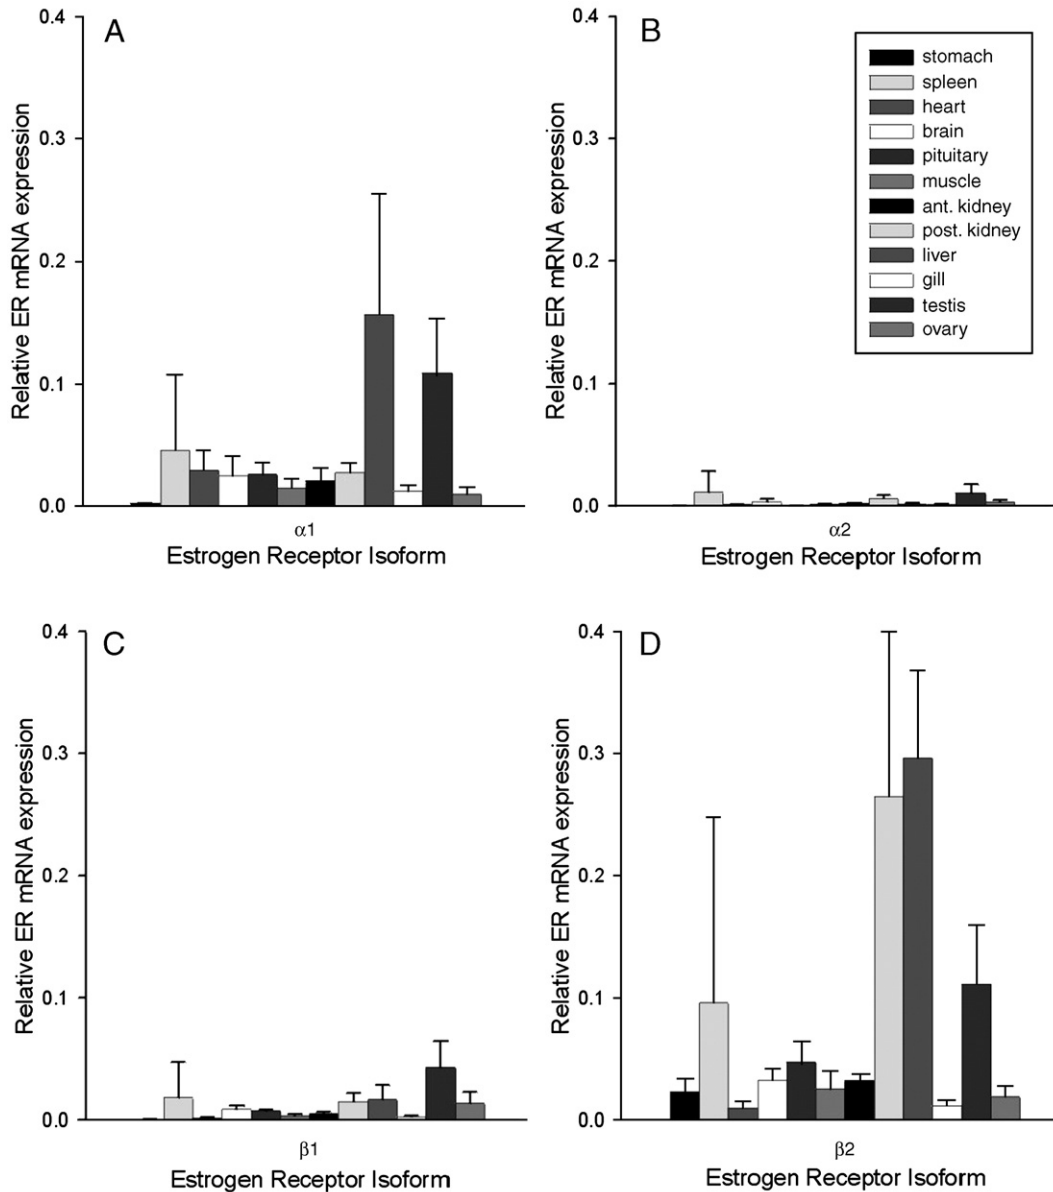 A
Relative ER mRNA expression
0.4
0.3
0.2
0.1
0.0
α1
Estrogen Receptor Isoform
B
Relative ER mRNA expression
0.4
0.3
0.2
0.1
0.0
stomach
spleen
heart
brain
pituitary
muscle
ant. kidney
post. kidney
liver
gill
testis
ovary
α2
Estrogen Receptor Isoform
C
Relative ER mRNA expression
0.4
0.3
0.2
0.1
0.0
β1
Estrogen Receptor Isoform
D
Relative ER mRNA expression
0.4
0.3
0.2
0.1
0.0
β2
Estrogen Receptor Isoform